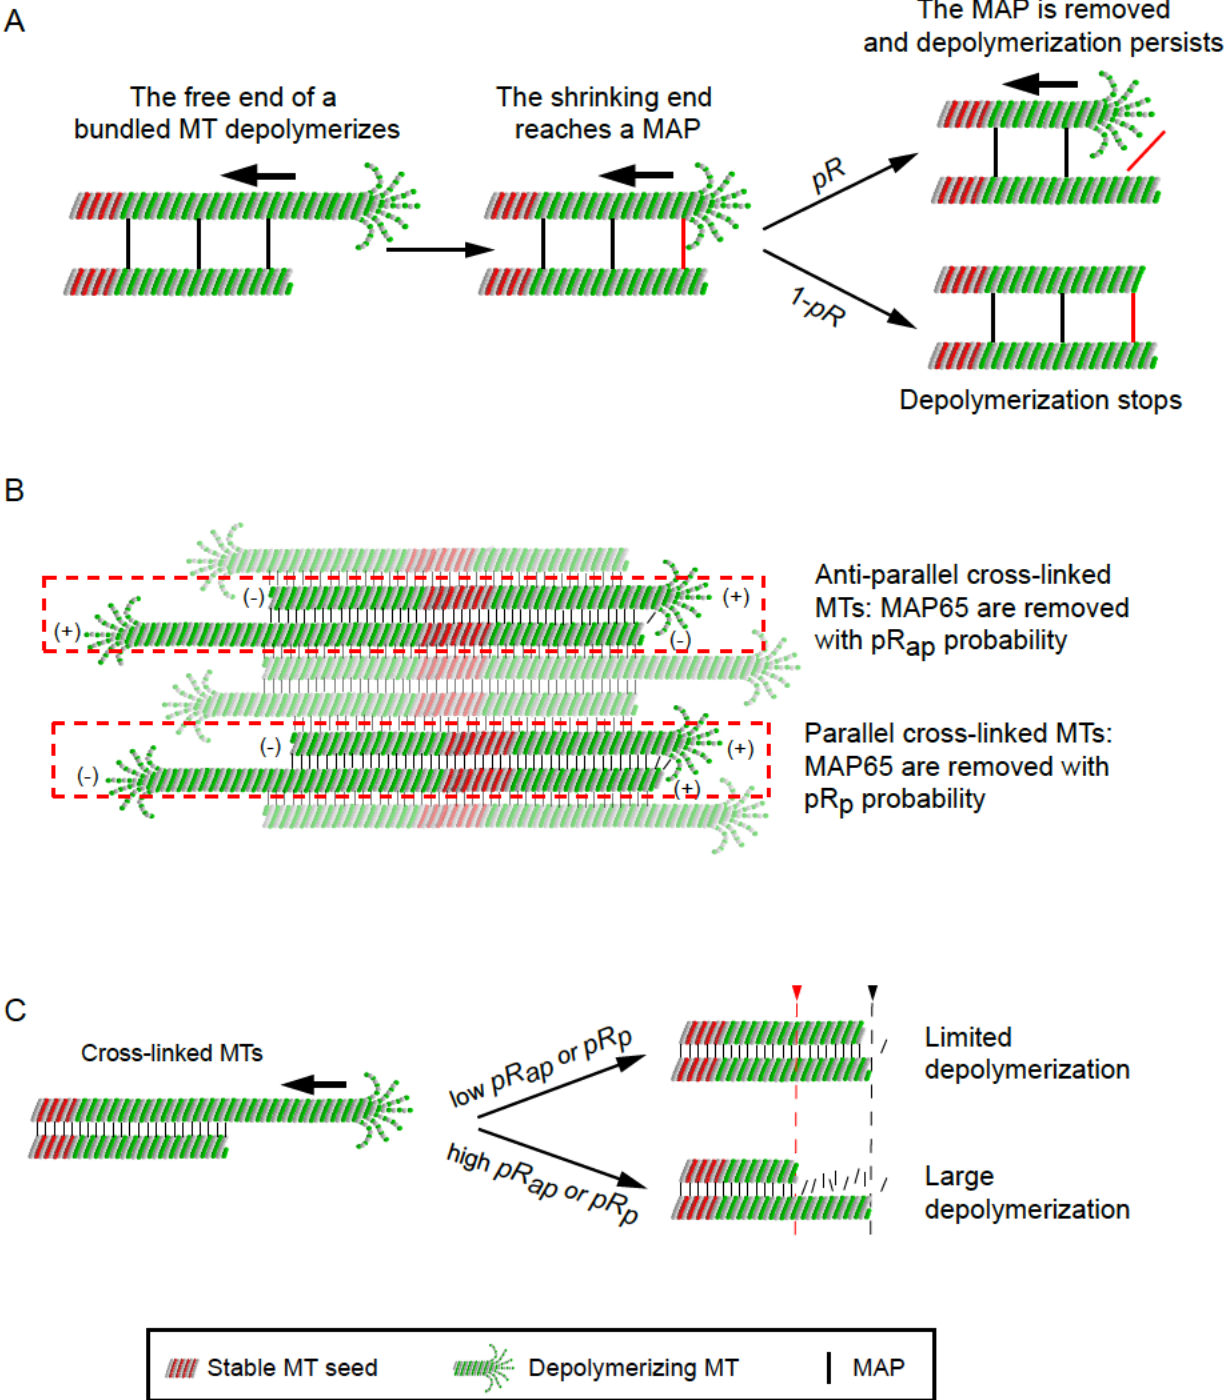 A
The MAP is removed
and depolymerization persists
The free end of a
bundled MT depolymerizes
The shrinking end
reaches a MAP
pR
1-pR
Depolymerization stops
B
(-)
(+)
(+)
(-)
Anti-parallel cross-linked
MTs: MAP65 are removed
with pRap probability
(-)
(+)
(-)
(+)
Parallel cross-linked MTs:
MAP65 are removed with
pRp probability
C
Cross-linked MTs
low pRap or pRp
high pRap or pRp
Limited
depolymerization
Large
depolymerization
Stable MT seed
Depolymerizing MT
MAP